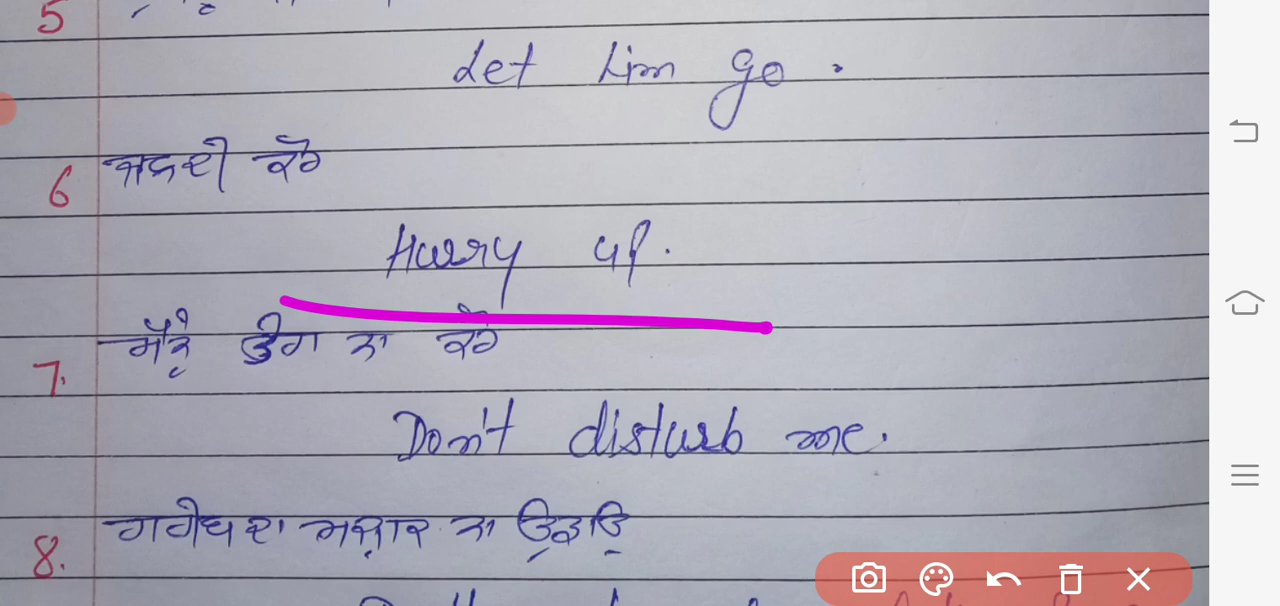 5
Let him go.
6 ਜਲਦੀ ਕਰੋ
Hurry up.
7. ਮੈਨੂੰ ਤੰਗ ਨਾ ਕਰੋ
Don't disturb me.
8. ਗਰੀਬ ਦਾ ਮਜ਼ਾਕ ਨਾ ਉਡਾਓ